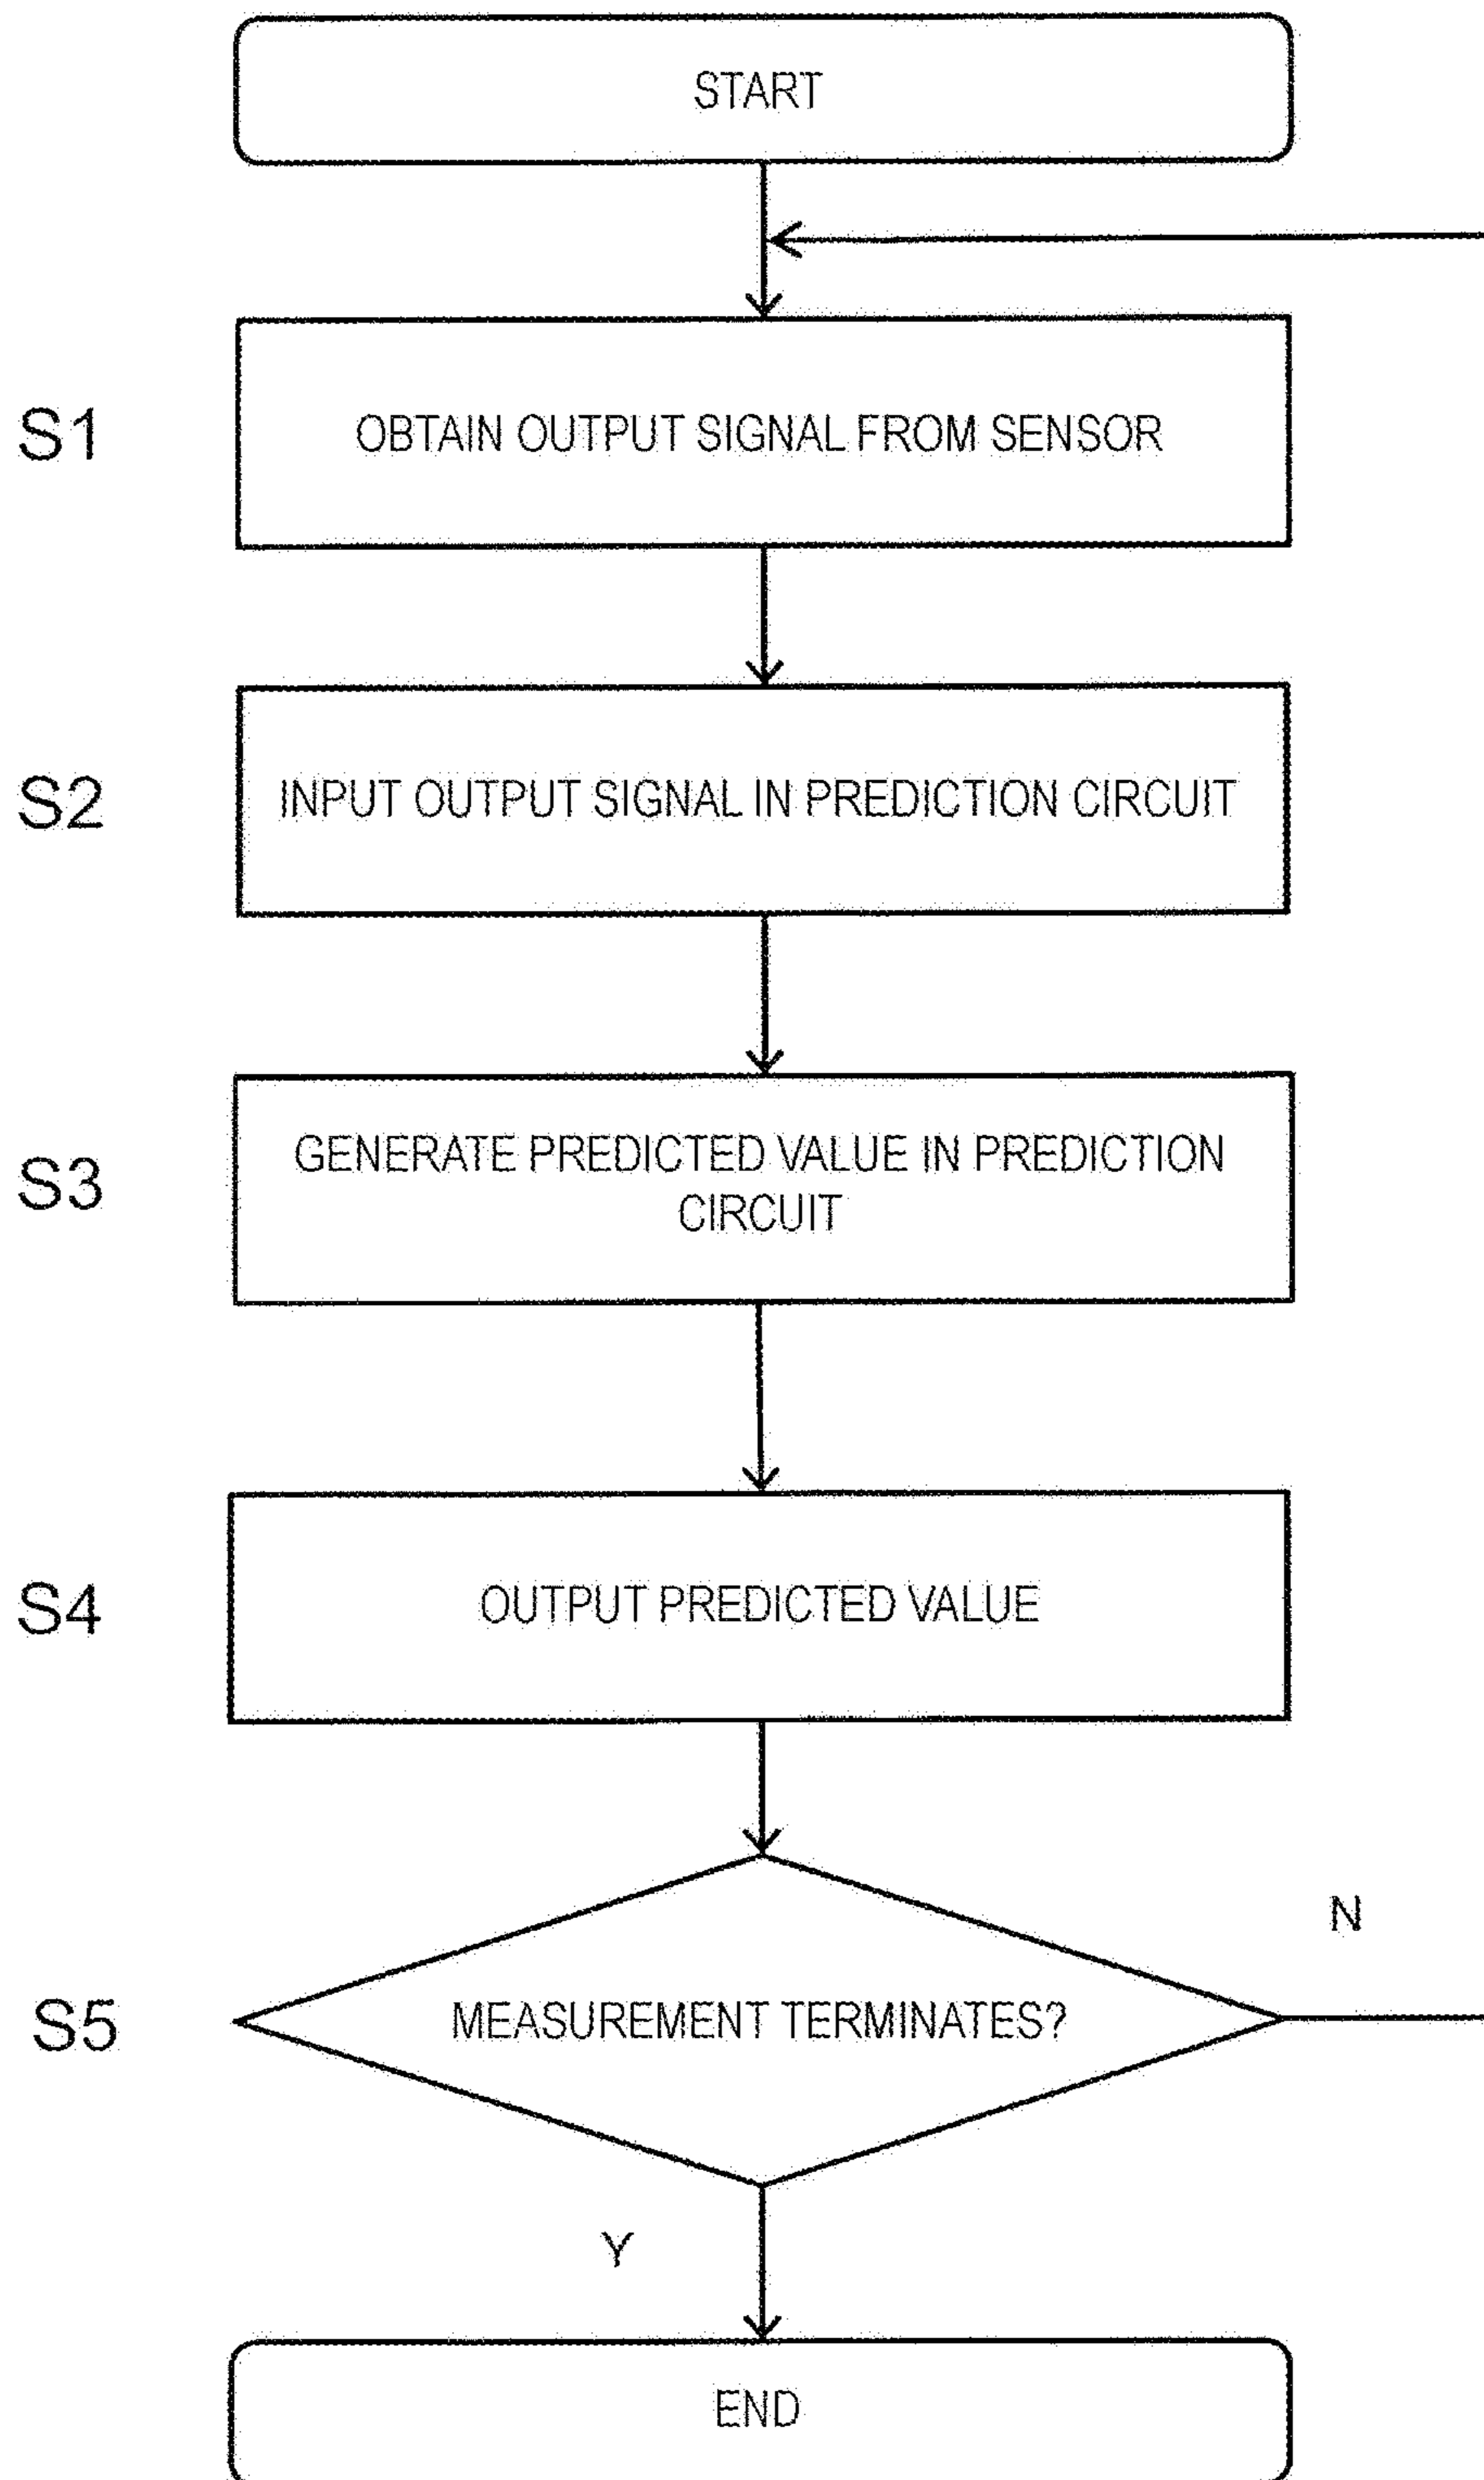 START
S1
OBTAIN OUTPUT SIGNAL FROM SENSOR
S2
INPUT OUTPUT SIGNAL IN PREDICTION CIRCUIT
S3
GENERATE PREDICTED VALUE IN PREDICTION
CIRCUIT
S4
OUTPUT PREDICTED VALUE
S5
MEASUREMENT TERMINATES?
N
Y
END